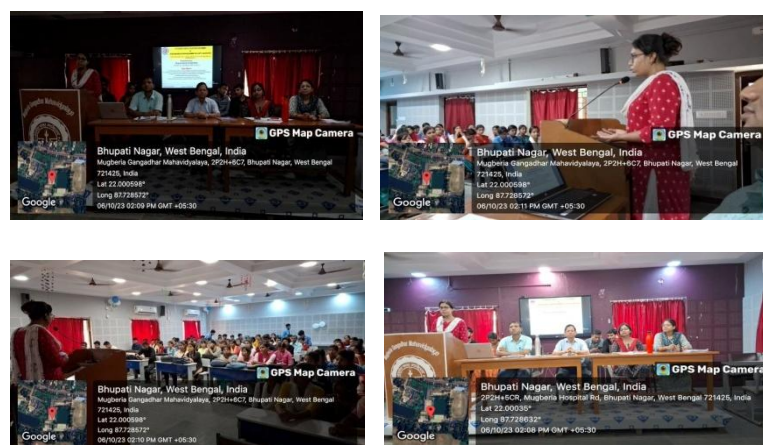 GPS Map Camera
Bhupati Nagar, West Bengal, India
Mugberia Gangadhar Mahavidyalaya, 2P2H+6C7, Bhupati Nagar, West Bengal
721425, India
Lat 22.000598°
Long 87.728572°
06/10/23 02:09 PM GMT +05:30
Google
GPS Map Camera
Bhupati Nagar, West Bengal, India
Mugberia Gangadhar Mahavidyalaya, 2P2H+6C7, Bhupati Nagar, West Bengal
721425, India
Lat 22.000598°
Long 87.728572°
06/10/23 02:11 PM GMT +05:30
Google
GPS Map Camera
Bhupati Nagar, West Bengal, India
Mugberia Gangadhar Mahavidyalaya, 2P2H+6C7, Bhupati Nagar, West Bengal
721425, India
Lat 22.000598°
Long 87.728572°
06/10/23 02:10 PM GMT +05:30
Google
GPS Map Camera
Bhupati Nagar, West Bengal, India
2P2H+5CR, Mugberia Hospital Rd, Bhupati Nagar, West Bengal 721425, India
Lat 22.00035°
Long 87.728632°
06/10/23 02:08 PM GMT +05:30
Google